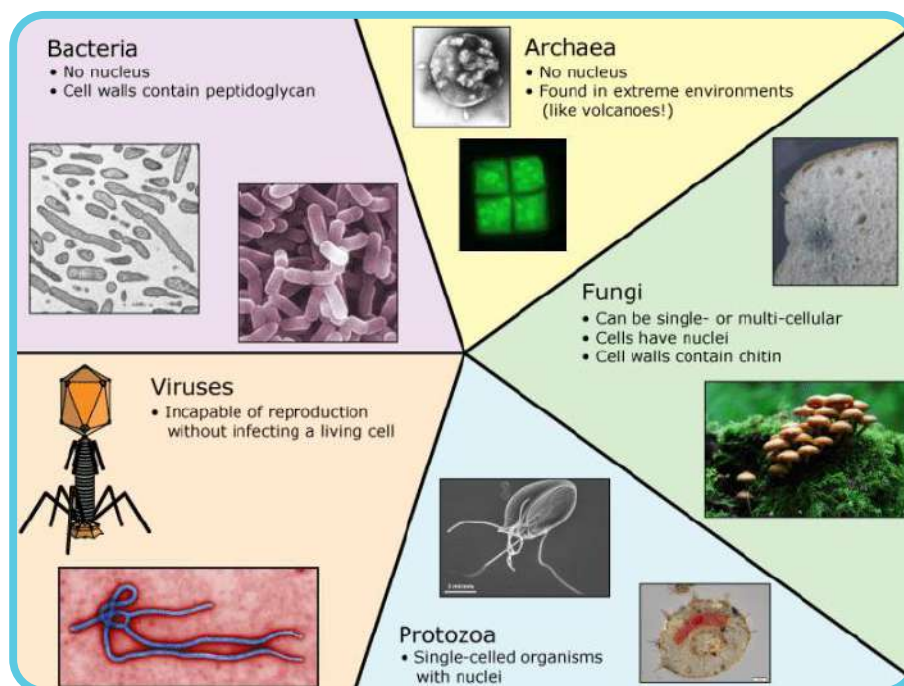 Bacteria
• No nucleus
• Cell walls contain peptidoglycan
Archaea
• No nucleus
• Found in extreme environments
(like volcanoes!)
Fungi
• Can be single- or multi-cellular
• Cells have nuclei
• Cell walls contain chitin
Viruses
• Incapable of reproduction
without infecting a living cell
Protozoa
• Single-celled organisms
with nuclei